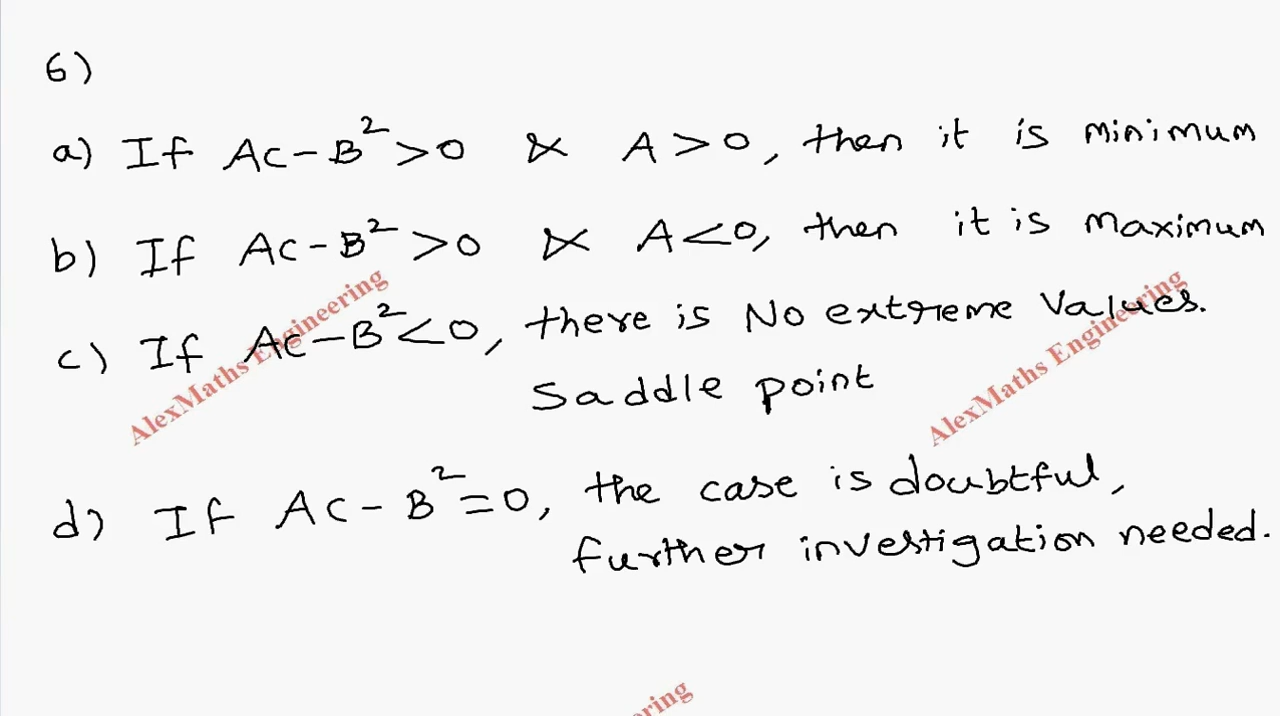 6)
a) If AC-B²>0 & A>0, then it is minimum
b) If AC-B²>0 & A<0, then it is maximum
c) If AC-B²<0, there is No extreme values.
saddle point
AlexMaths Engineering
AlexMaths Engineering
d) If AC-B²=0, the case is doubtful,
further investigation needed.
ering